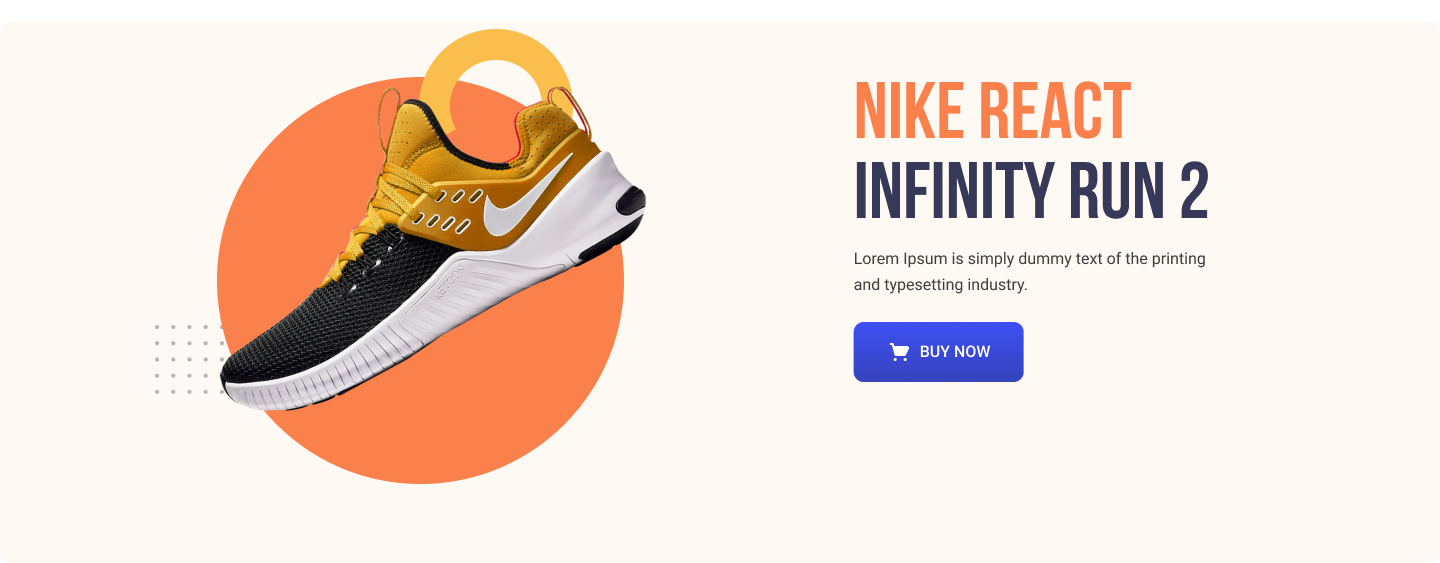 NIKE REACT
INFINITY RUN 2
Lorem Ipsum is simply dummy text of the printing
and typesetting industry.
BUY NOW